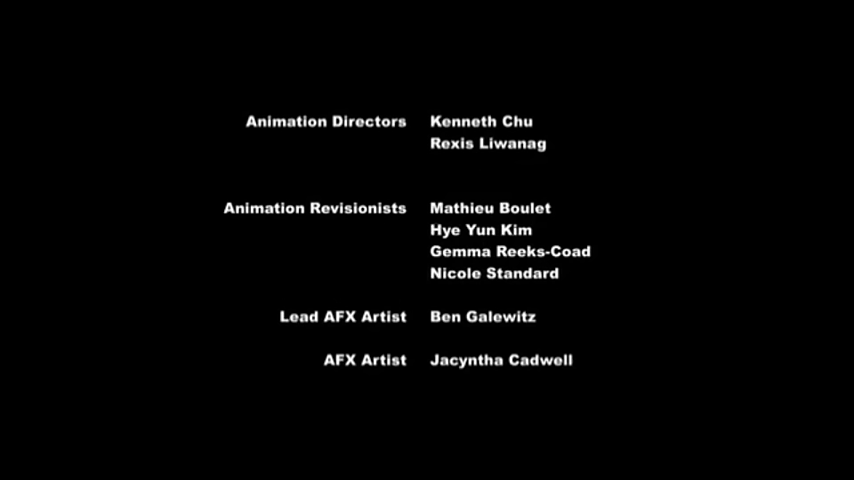 Animation Directors Kenneth Chu
Rexis Liwanag
Animation Revisionists Mathieu Boulet
Hye Yun Kim
Gemma Reeks-Coad
Nicole Standard
Lead AFX Artist Ben Galewitz
AFX Artist Jacyntha Cadwell